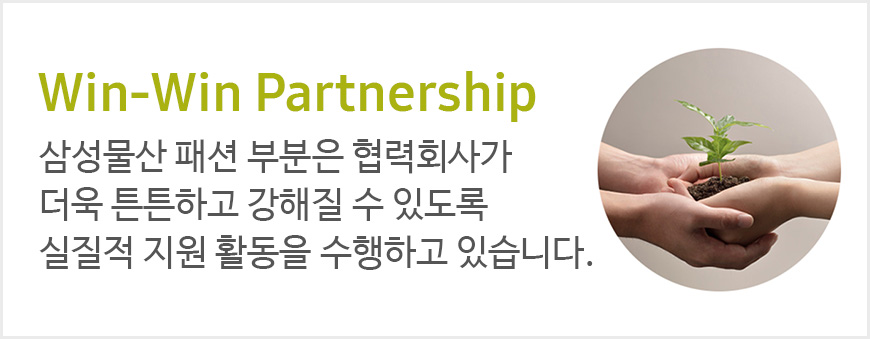 Win-Win Partnership
삼성물산 패션 부분은 협력회사가
더욱 튼튼하고 강해질 수 있도록
실질적 지원 활동을 수행하고 있습니다.